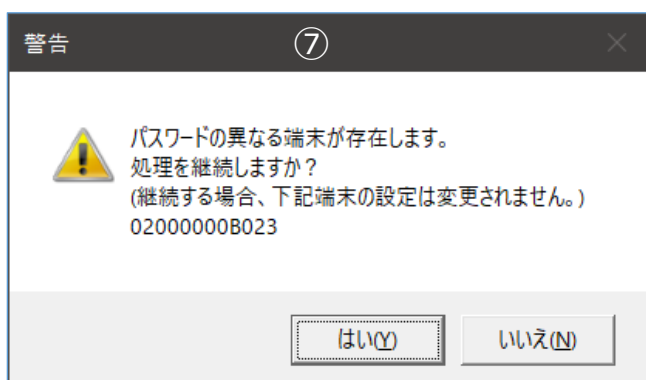 警告
⑦
パスワードの異なる端末が存在します。
処理を継続しますか？
(継続する場合、下記端末の設定は変更されません。)
02000000B023
はい(Y)
いいえ(N)